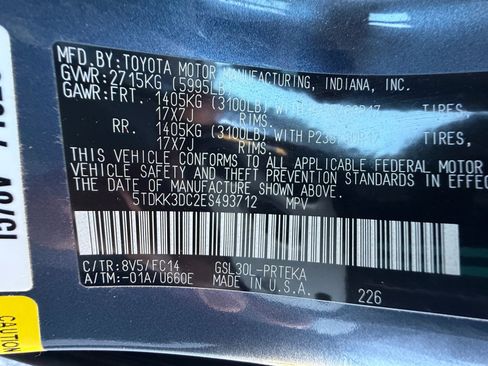 MFD.BY:TOYOTA MOTOR MANUFACTURING, INDIANA, INC.
GVWR:2715KG (5995LB)
GAWR:FRT. 1405KG (3100LB) WITH TIRES,
17X7J RIMS.
RR. 1405KG (3100LB) WITH TIRES,
17X7J RIMS.
THIS VEHICLE CONFORMS TO ALL APPLICABLE FEDERAL MOTOR
VEHICLE SAFETY AND THEFT PREVENTION STANDARDS IN EFFEC
ON THE DATE OF MANUFACTURE SHOWN ABOVE.
5TDKK3DC2ES493712 MPV
C/TR:8V5/FC14 GSL30L-PRTEKA
A/TM:-01A/U660E MADE IN U.S.A.
226
CAUTION